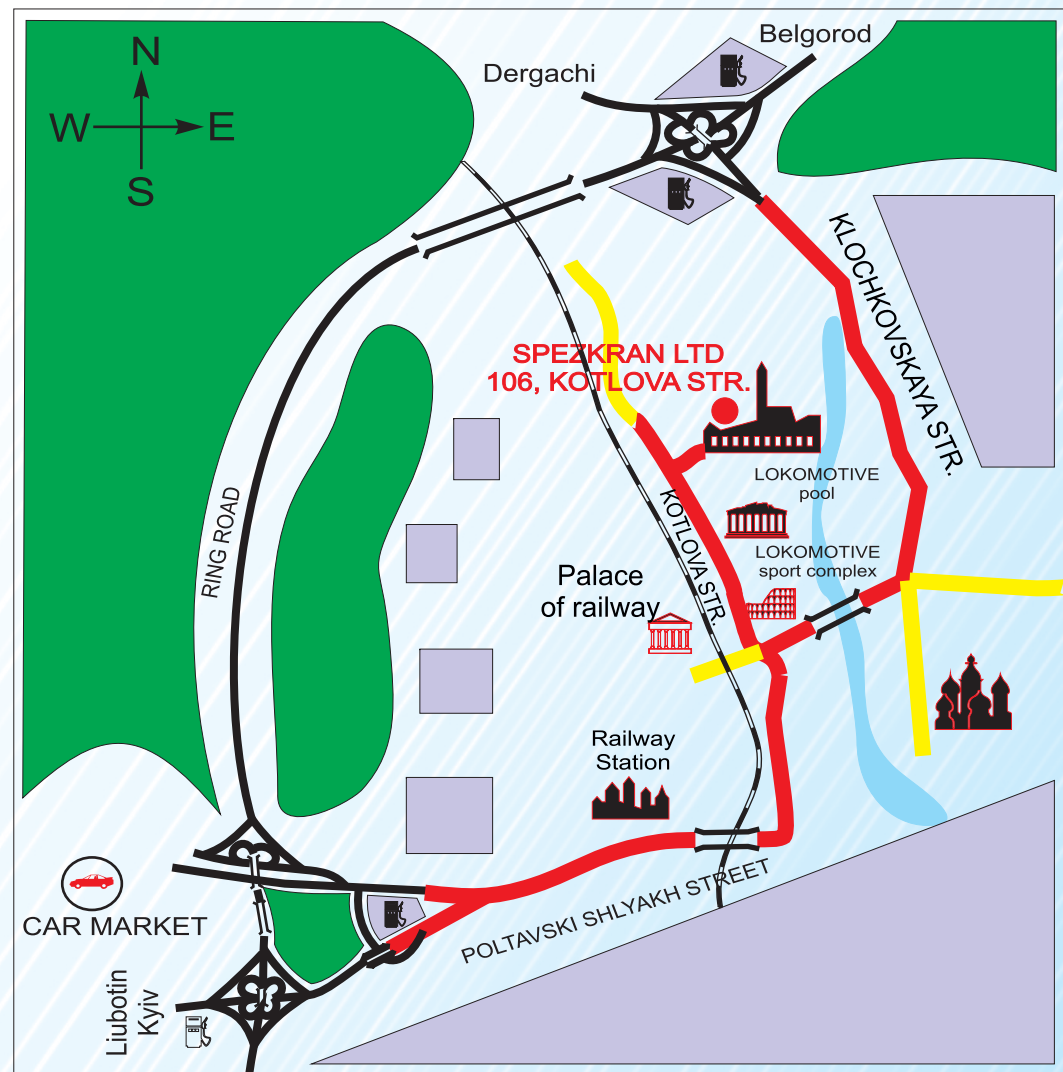 N
W
E
S
Belgorod
Dergachi
KLOCHKOVSKAYA STR.
SPEZKRAN LTD
106, KOTLOVA STR.
LOKOMOTIVE
pool
KOTLOVA STR.
RING ROAD
LOKOMOTIVE
sport complex
Palace
of railway
Railway
Station
POLTAVSKI SHLYAKH STREET
CAR MARKET
Liubotin
Kyiv